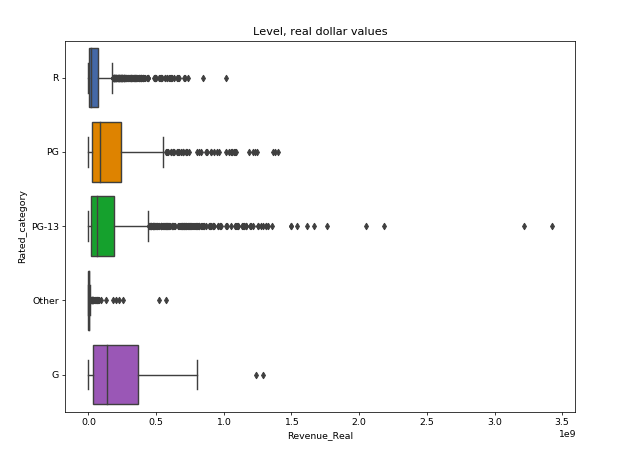 Level, real dollar values
R
PG
PG-13
Other
G
Rated_category
0.0 0.5 1.0 1.5 2.0 2.5 3.0 3.5
1e9
Revenue_Real